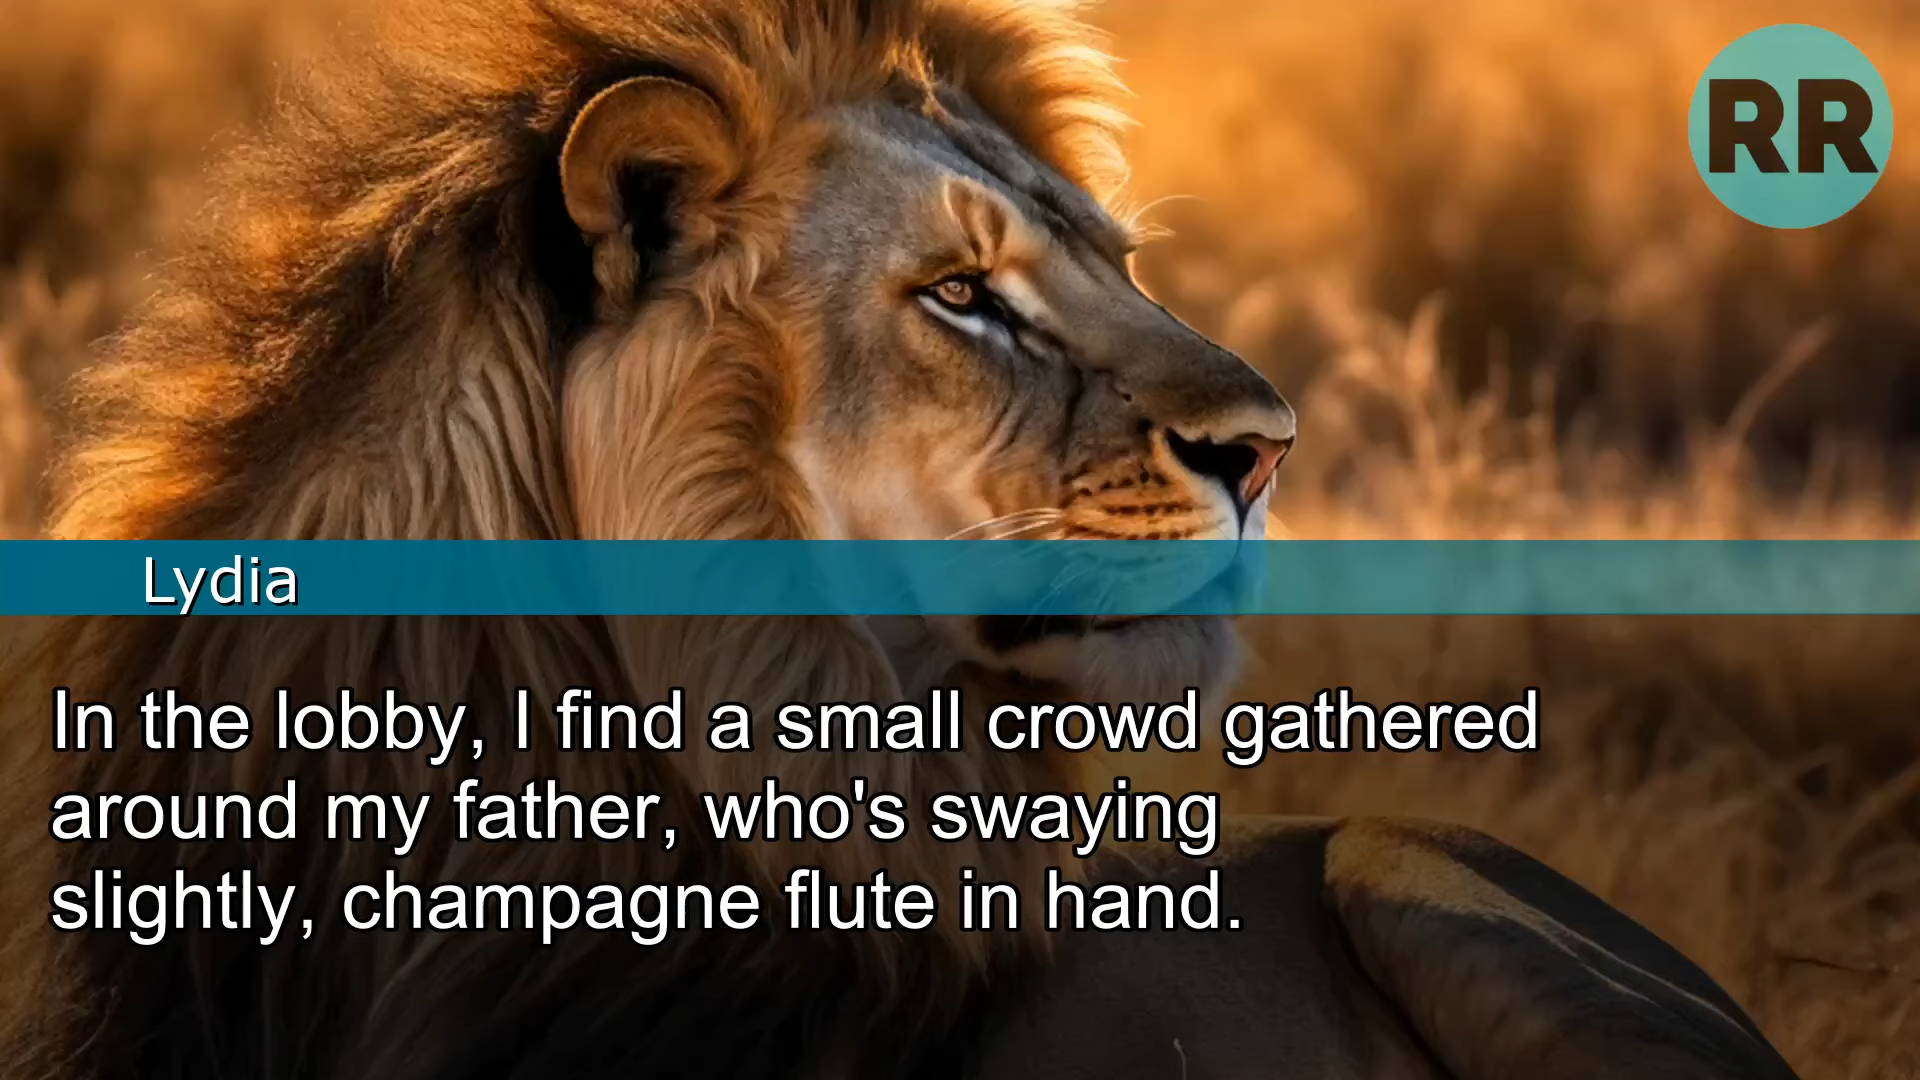 RR
Lydia
In the lobby, I find a small crowd gathered
around my father, who's swaying
slightly, champagne flute in hand.